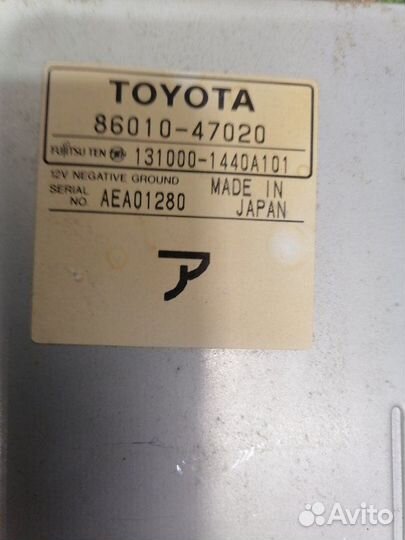 TOYOTA
86010-47020
FUJITSU TEN 131000-1440A101
12V NEGATIVE GROUND
SERIAL NO. AEA01280
MADE IN JAPAN
ア
Avito